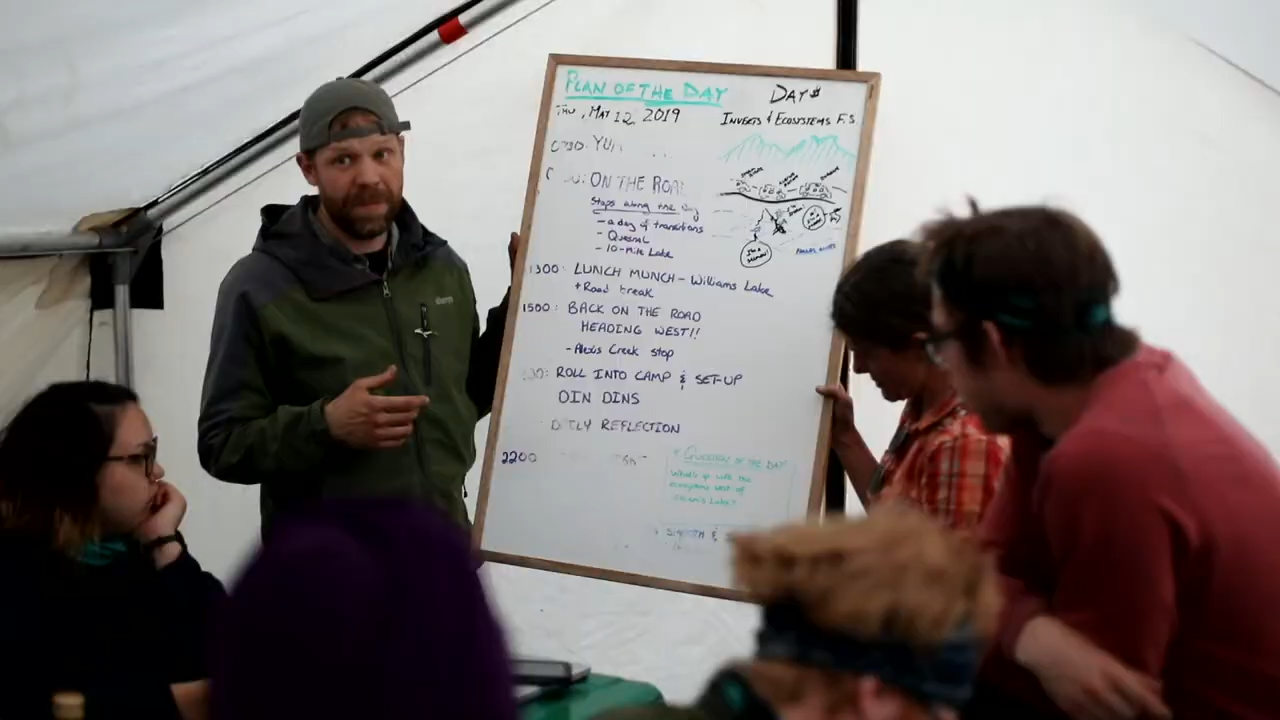 PLAN OF THE DAY
DAY #
THU, MAY 12, 2019
INVERTS & ECOSYSTEMS F.S.
0730:
ON THE ROAD
Stops along the way
- a day of transitions
- Quesnel
- 10-Mile Lake
1300: LUNCH MUNCH - Williams Lake
+ Road break
1500: BACK ON THE ROAD
HEADING WEST!!
- Alexis Creek stop
ROLL INTO CAMP & SET-UP
DIN DINS
DAILY REFLECTION
2200
QUESTION OF THE DAY
What's up with the
ecosystems west of
William's Lake?